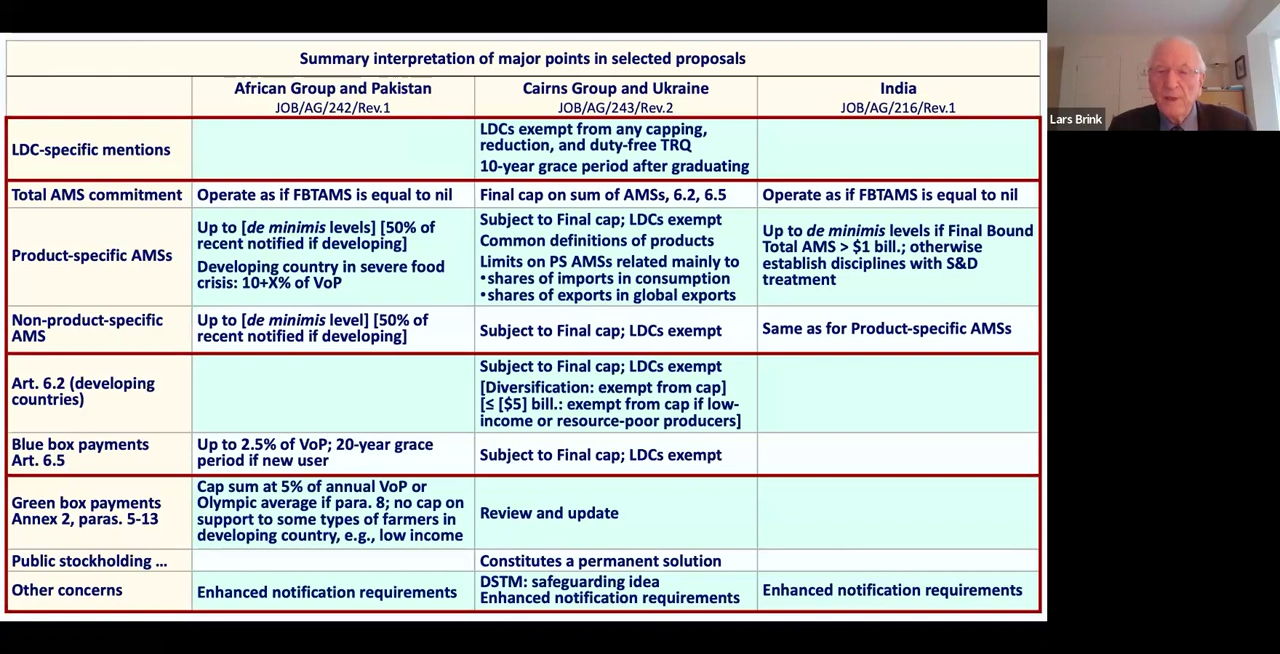 Summary interpretation of major points in selected proposals
African Group and Pakistan
JOB/AG/242/Rev.1
Cairns Group and Ukraine
JOB/AG/243/Rev.2
India
JOB/AG/216/Rev.1
LDC-specific mentions
LDCs exempt from any capping,
reduction, and duty-free TRQ
10-year grace period after graduating
Total AMS commitment
Operate as if FBTAMS is equal to nil
Final cap on sum of AMSs, 6.2, 6.5
Operate as if FBTAMS is equal to nil
Product-specific AMSs
Up to [de minimis levels] [50% of
recent notified if developing]
Developing country in severe food
crisis: 10+X% of VoP
Subject to Final cap; LDCs exempt
Common definitions of products
Limits on PS AMSs related mainly to
•shares of imports in consumption
•shares of exports in global exports
Up to de minimis levels if Final Bound
Total AMS > $1 bill.; otherwise
establish disciplines with S&D
treatment
Non-product-specific
AMS
Up to [de minimis level] [50% of
recent notified if developing]
Subject to Final cap; LDCs exempt
Same as for Product-specific AMSs
Art. 6.2 (developing
countries)
Subject to Final cap; LDCs exempt
[Diversification: exempt from cap]
[≤ [$5] bill.: exempt from cap if low-
income or resource-poor producers]
Blue box payments
Art. 6.5
Up to 2.5% of VoP; 20-year grace
period if new user
Subject to Final cap; LDCs exempt
Green box payments
Annex 2, paras. 5-13
Cap sum at 5% of annual VoP or
Olympic average if para. 8; no cap on
support to some types of farmers in
developing country, e.g., low income
Review and update
Public stockholding ...
Constitutes a permanent solution
Other concerns
Enhanced notification requirements
DSTM: safeguarding idea
Enhanced notification requirements
Enhanced notification requirements
Lars Brink